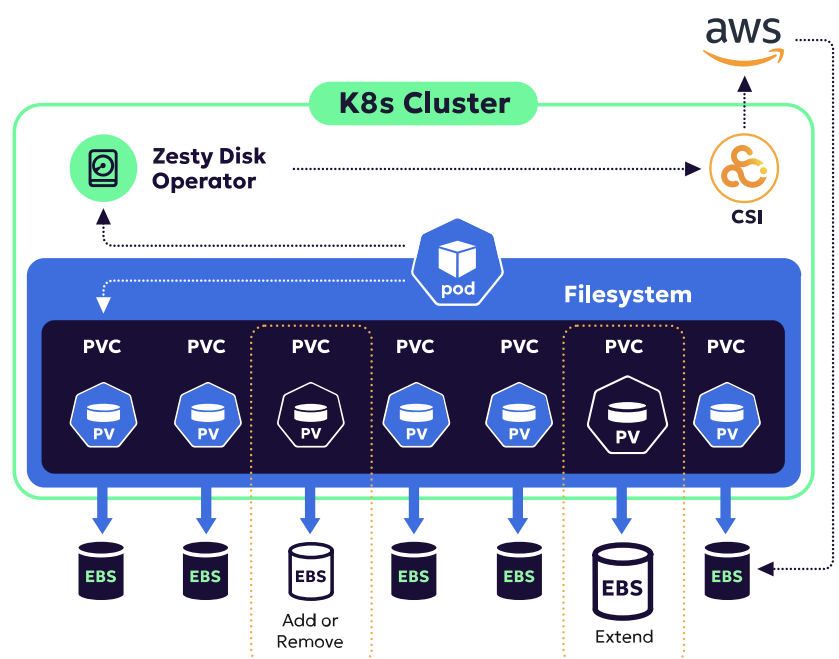 aws
K8s Cluster
Zesty Disk
Operator
CSI
pod
Filesystem
PVC PVC PVC PVC PVC PVC PVC
PV PV PV PV PV PV PV
EBS EBS EBS EBS EBS EBS EBS
Add or
Remove
Extend